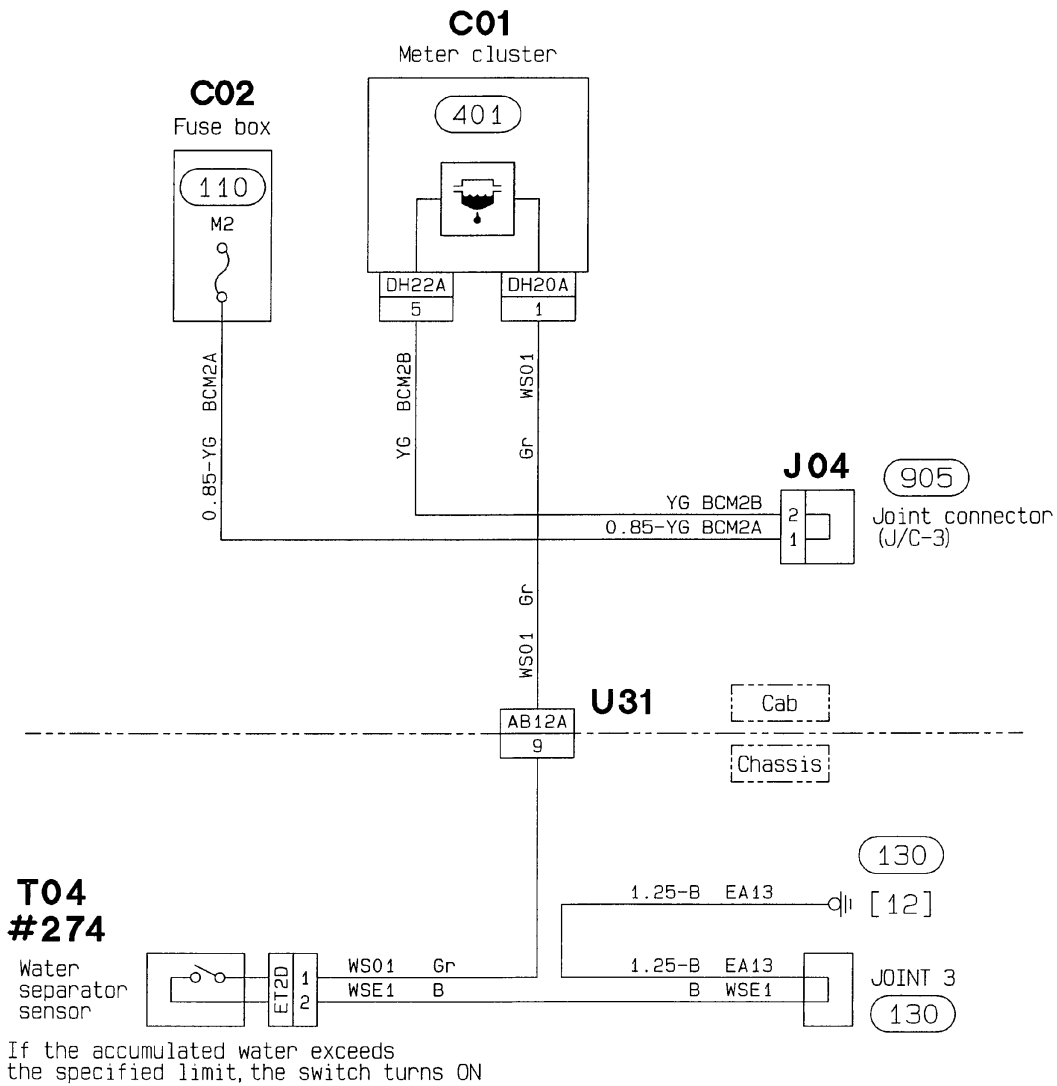 C01
Meter cluster
C02
Fuse box
401
110
M2
DH22A
5
DH20A
1
0.85-YG BCM2A
YG BCM2B
Gr WS01
J04
905
Joint connector
(J/C-3)
YG BCM2B
2
0.85-YG BCM2A
1
WS01 Gr
U31
AB12A
9
Cab
Chassis
130
1.25-B EA13
[12]
T04
#274
Water
separator
sensor
ET2D
1
2
WS01 Gr
WSE1 B
1.25-B EA13
B WSE1
JOINT 3
130
If the accumulated water exceeds
the specified limit, the switch turns ON